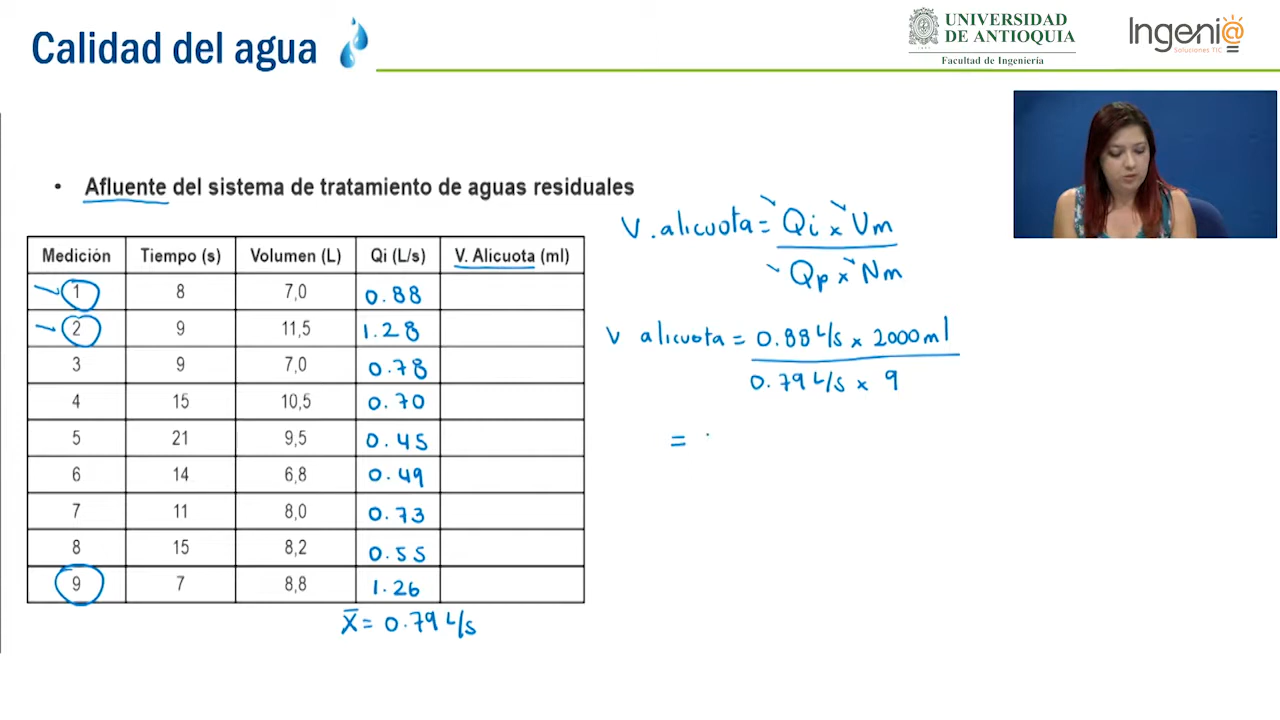 Calidad del agua
UNIVERSIDAD
DE ANTIOQUIA
Facultad de Ingeniería
Ingeni@
Soluciones TIC
• Afluente del sistema de tratamiento de aguas residuales
Medición Tiempo (s) Volumen (L) Qi (L/s) V. Alicuota (ml)
1 8 7,0 0.88
2 9 11,5 1.28
3 9 7,0 0.78
4 15 10,5 0.70
5 21 9,5 0.45
6 14 6,8 0.49
7 11 8,0 0.73
8 15 8,2 0.55
9 7 8,8 1.26
X̅ = 0.79 L/s
V. alicuota = Qi x Vm
Qp x Nm
V alicuota = 0.88 L/s x 2000 ml
0.79 L/s x 9
=